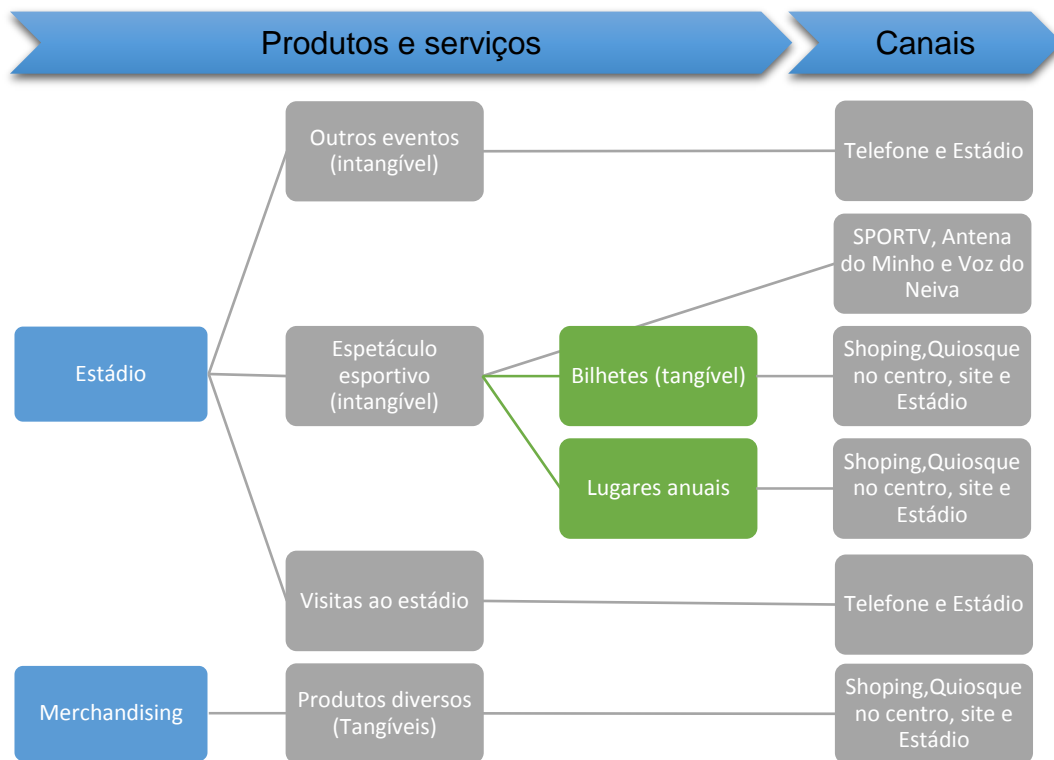 Produtos e serviços
Canais
Outros eventos
(intangível)
Telefone e Estádio
SPORTV, Antena
do Minho e Voz do
Neiva
Estádio
Espetáculo
esportivo
(intangível)
Bilhetes (tangível)
Shoping,Quiosque
no centro, site e
Estádio
Lugares anuais
Shoping,Quiosque
no centro, site e
Estádio
Visitas ao estádio
Telefone e Estádio
Merchandising
Produtos diversos
(Tangíveis)
Shoping,Quiosque
no centro, site e
Estádio